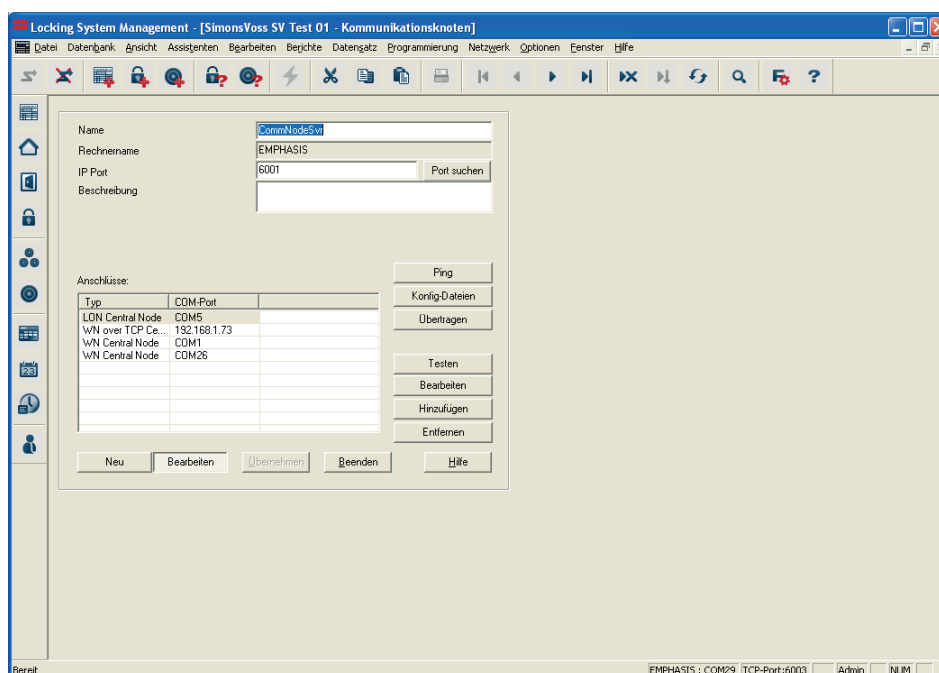 Locking System Management - [SimonsVoss SV Test 01 - Kommunikationsknoten]
Datei Datenbank Ansicht Assistenten Bearbeiten Berichte Datensatz Programmierung Netzwerk Optionen Fenster Hilfe
Name CommNodeSvr
Rechnername EMPHASIS
IP Port 6001 Port suchen
Beschreibung
Ping
Anschlüsse:
Konfig-Dateien
Typ COM-Port
LON Central Node COM5
Übertragen
WN over TCP Ce... 192.168.1.73
WN Central Node COM1
WN Central Node COM26
Testen
Bearbeiten
Hinzufügen
Entfernen
Neu Bearbeiten Übernehmen Beenden Hilfe
23
Bereit EMPHASIS : COM29 TCP-Port:6003 Admin NUM